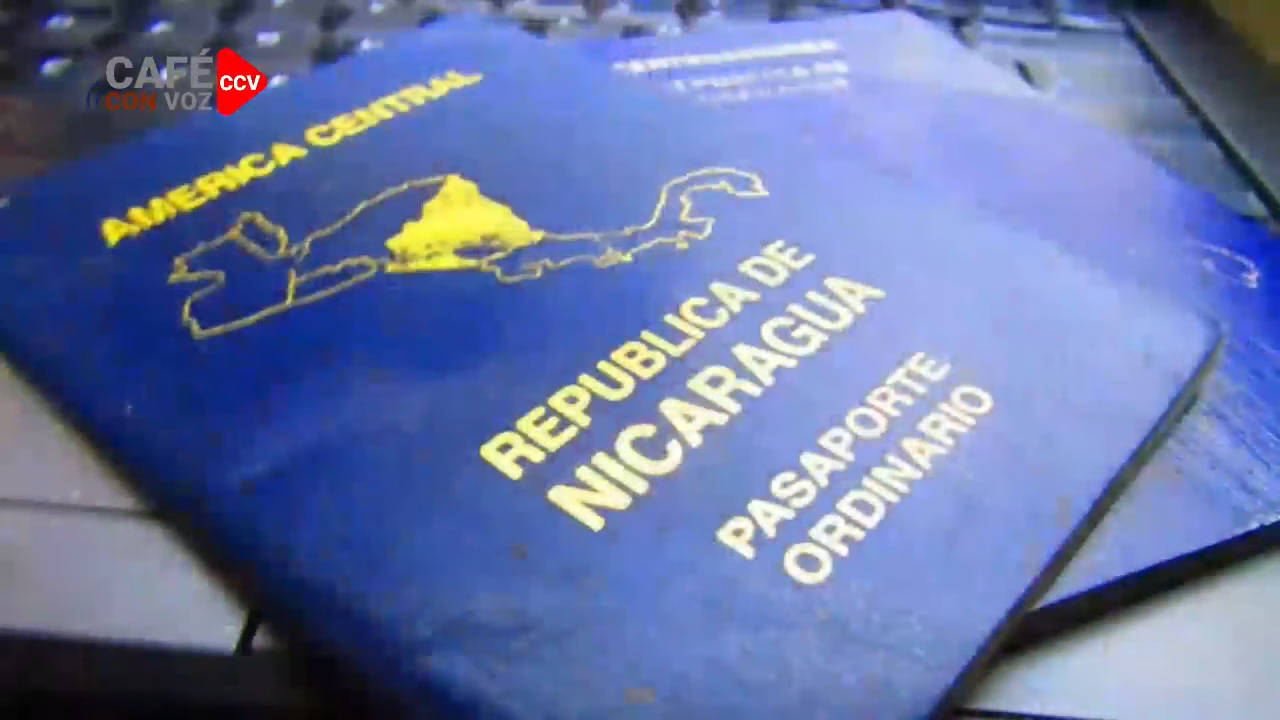 CAFÉ
CON VOZ
CCV
AMERICA CENTRAL
REPUBLICA DE
NICARAGUA
PASAPORTE
ORDINARIO